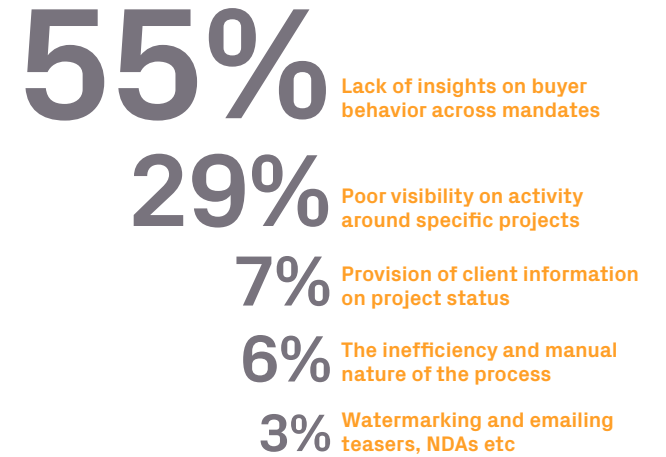 55%
Lack of insights on buyer
behavior across mandates
29%
Poor visibility on activity
around specific projects
7%
Provision of client information
on project status
6%
The inefficiency and manual
nature of the process
3%
Watermarking and emailing
teasers, NDAs etc